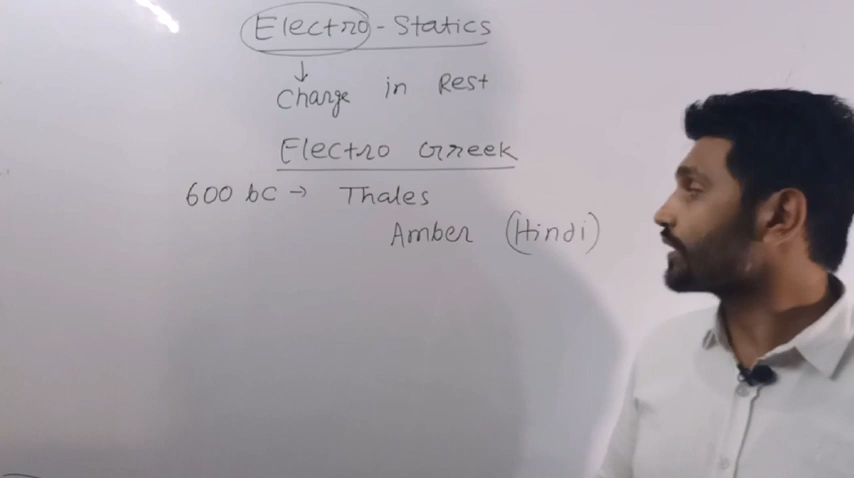 Electro - Statics
↓
Charge in Rest
Electro Greek
600 bc → Thales
Amber (Hindi)